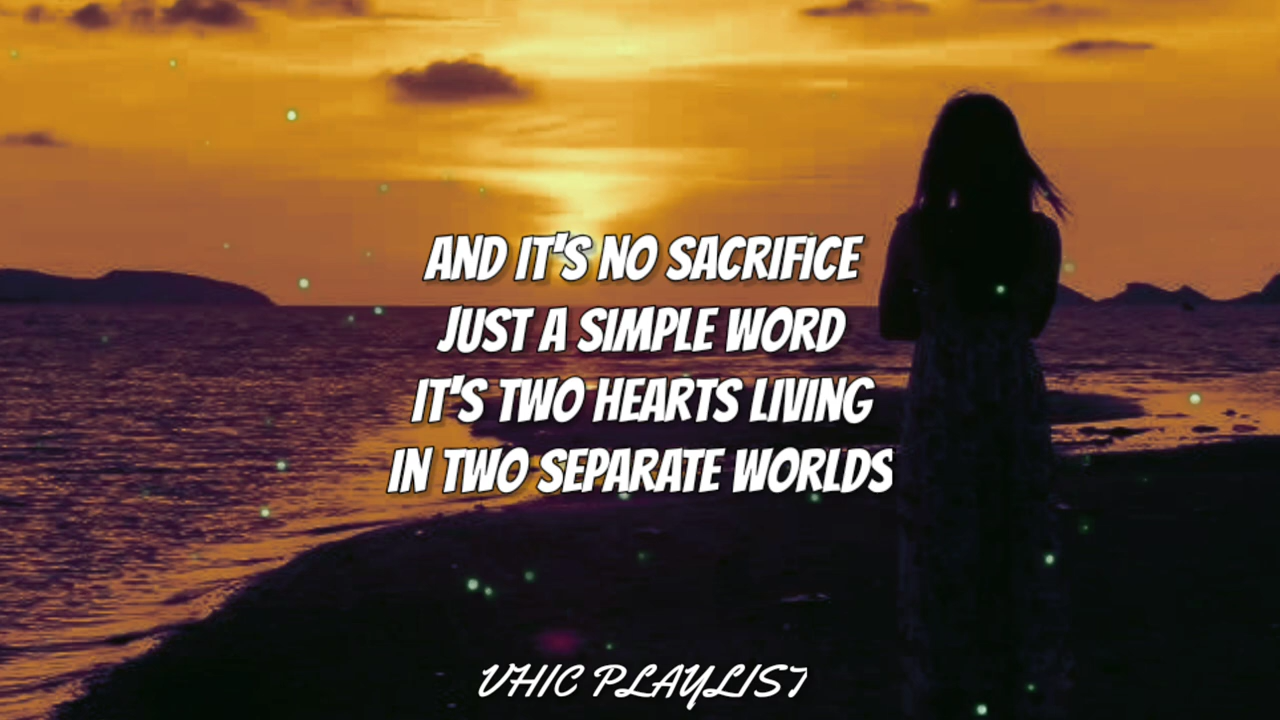 AND IT'S NO SACRIFICE
JUST A SIMPLE WORD
IT'S TWO HEARTS LIVING
IN TWO SEPARATE WORLDS
VHIC PLAYLIST